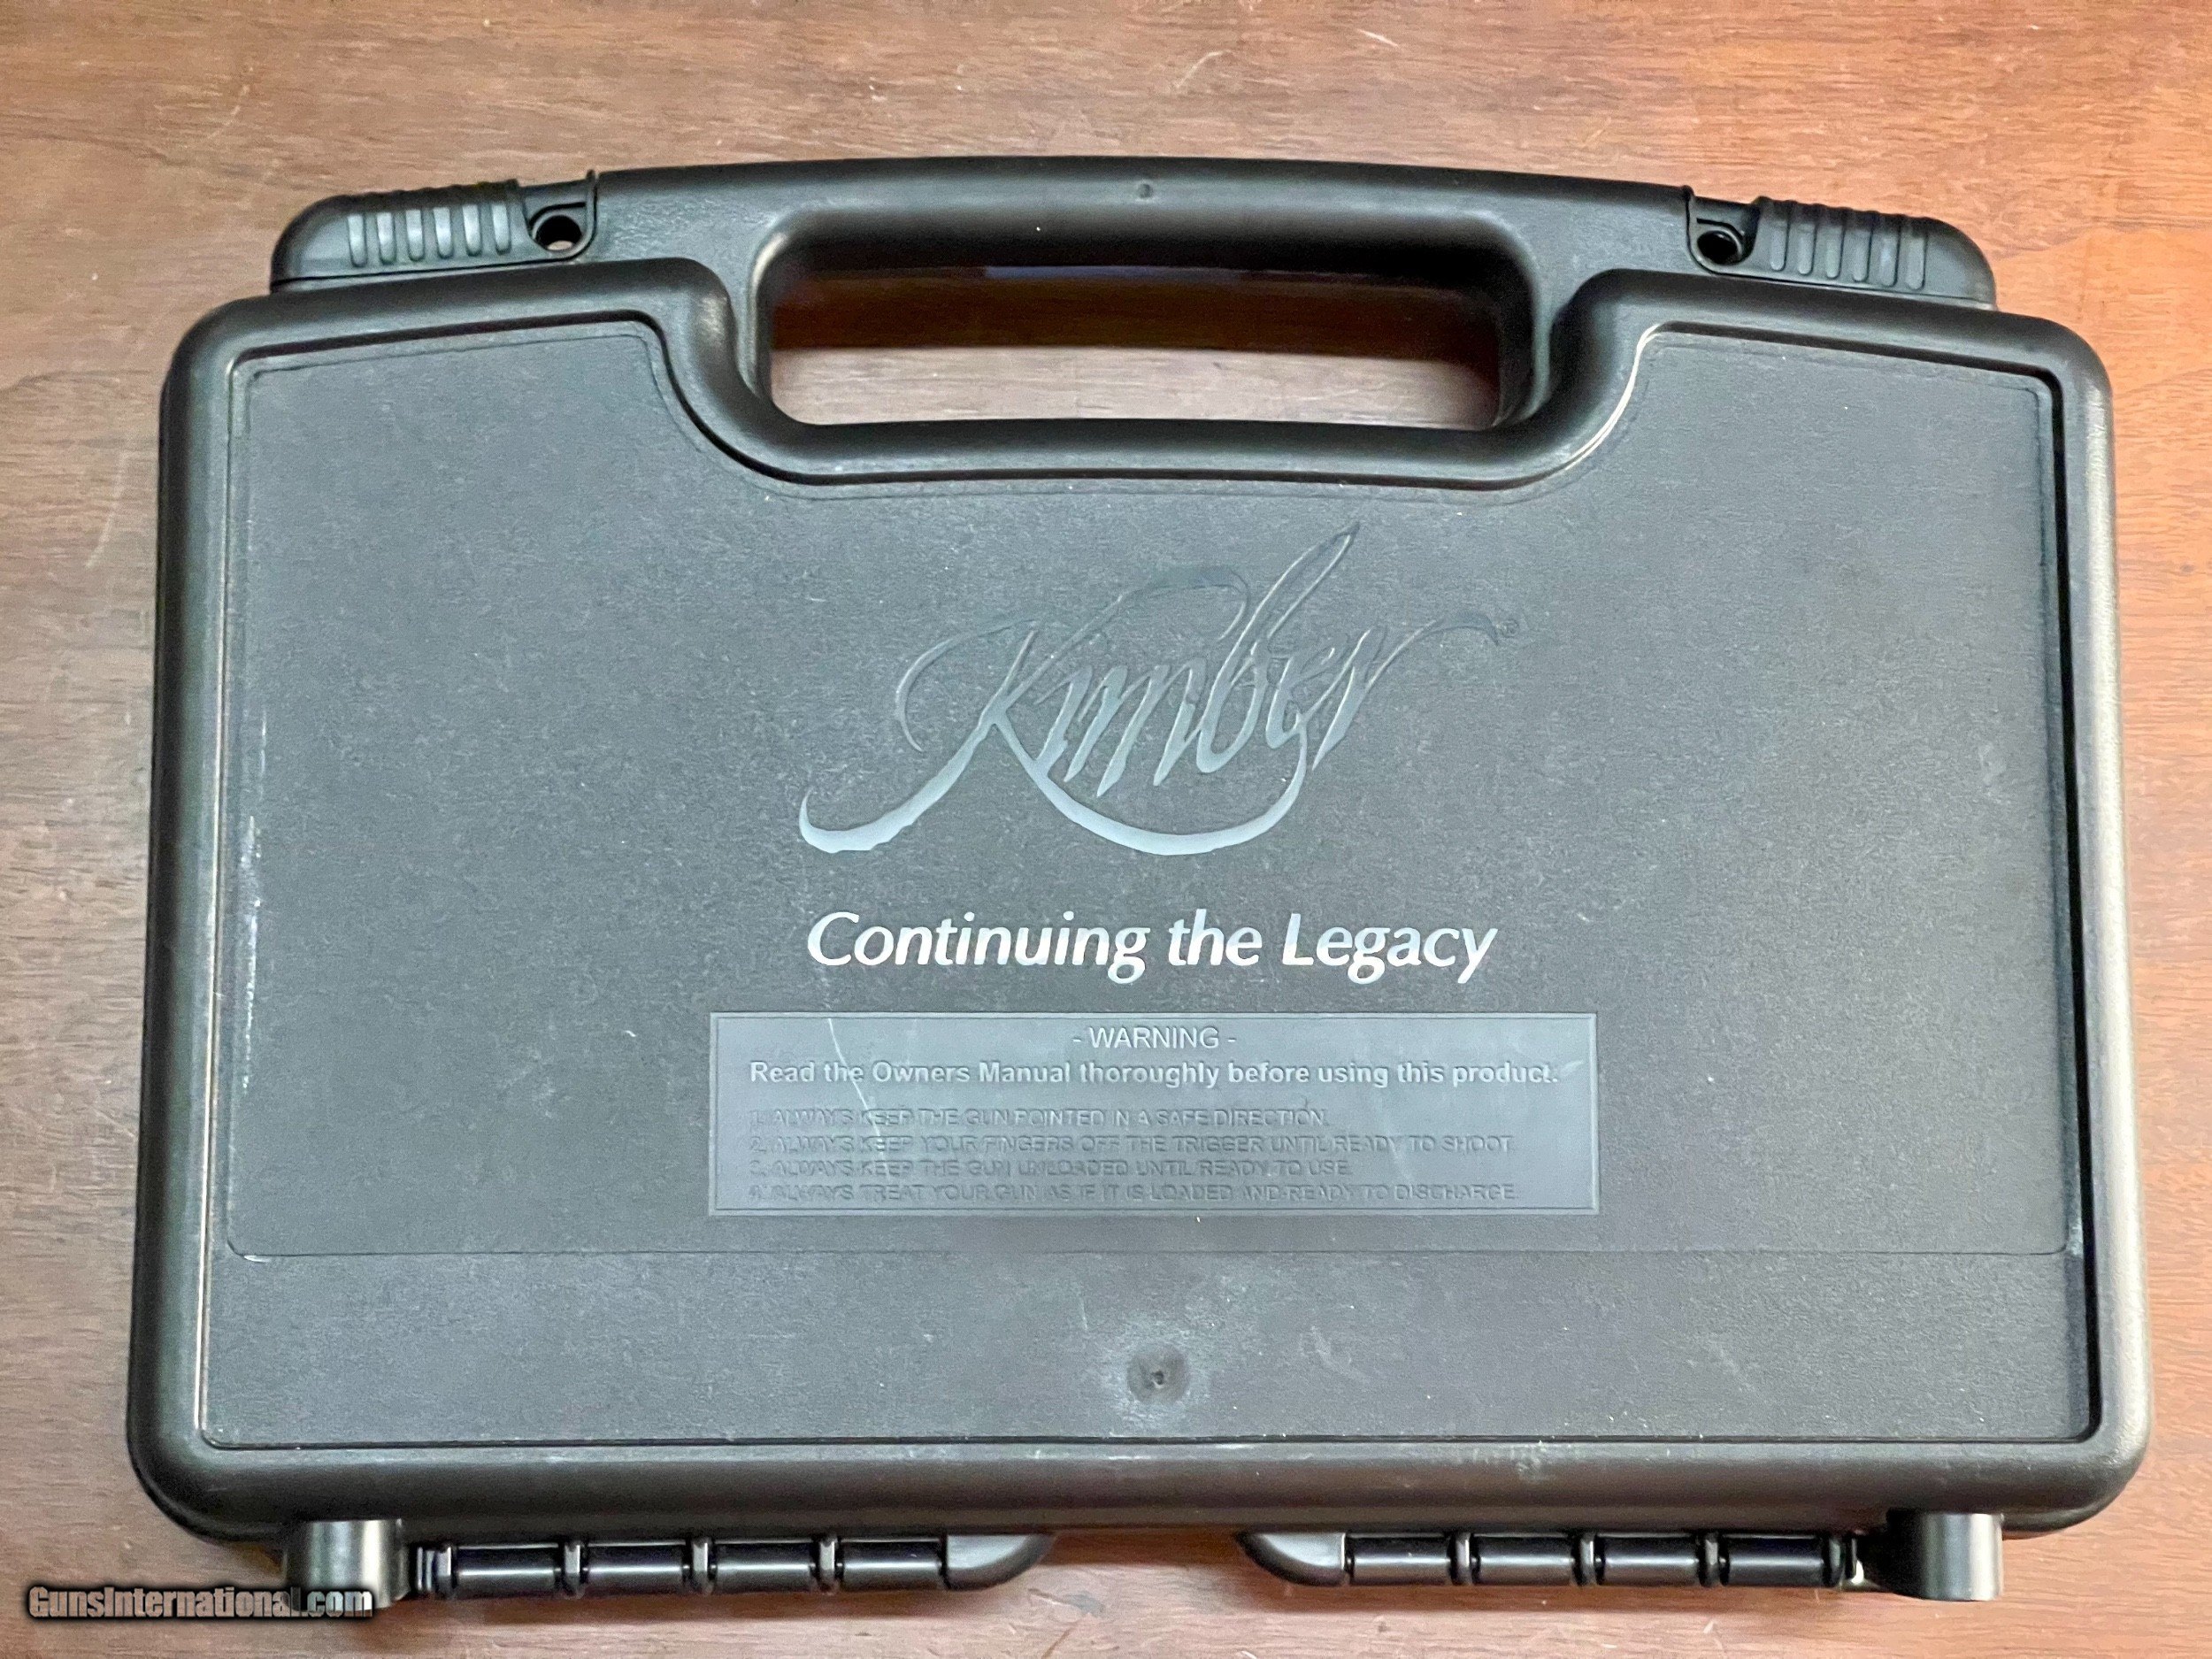 Kimber®
Continuing the Legacy
- WARNING -
Read the Owners Manual thoroughly before using this product.
1. ALWAYS KEEP THE GUN POINTED IN A SAFE DIRECTION.
2. ALWAYS KEEP YOUR FINGERS OFF THE TRIGGER UNTIL READY TO SHOOT.
3. ALWAYS KEEP THE GUN UNLOADED UNTIL READY TO USE.
4. ALWAYS TREAT YOUR GUN AS IF IT IS LOADED AND READY TO DISCHARGE.
GunsInternational.com